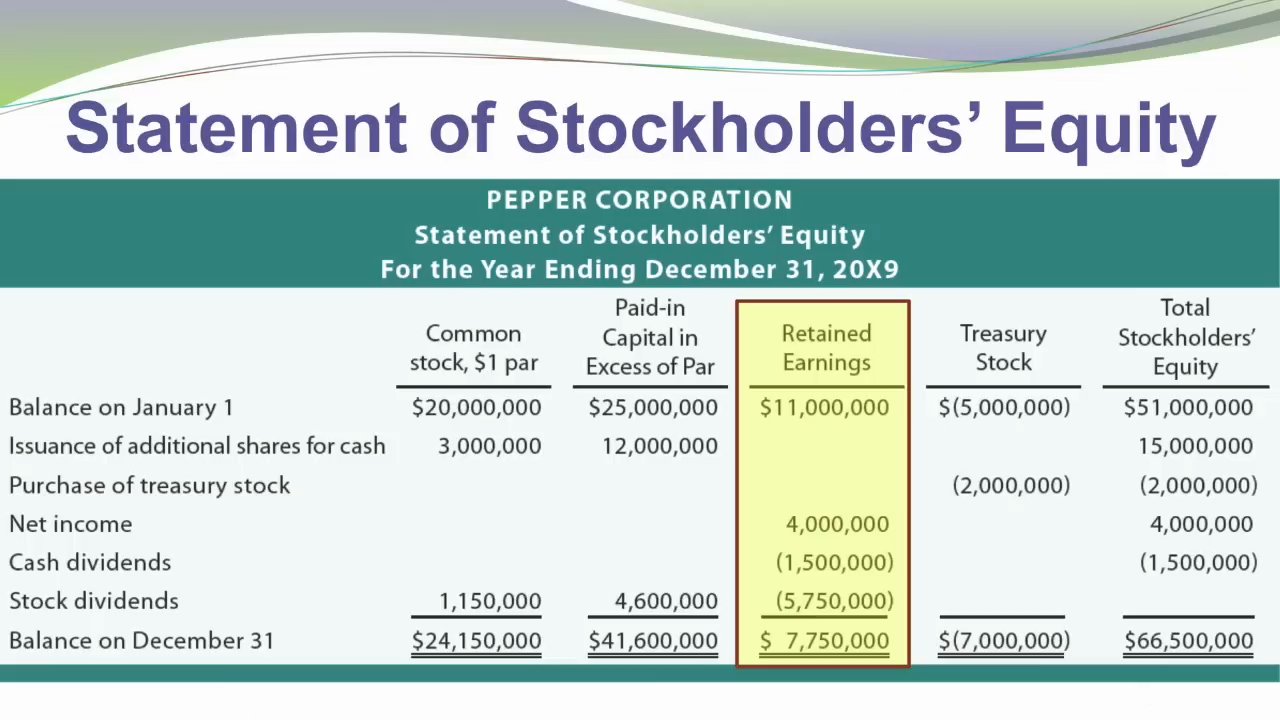 Statement of Stockholders’ Equity
PEPPER CORPORATION
Statement of Stockholders’ Equity
For the Year Ending December 31, 20X9
Common stock, $1 par
Paid-in Capital in Excess of Par
Retained Earnings
Treasury Stock
Total Stockholders’ Equity
Balance on January 1 $20,000,000 $25,000,000 $11,000,000 $(5,000,000) $51,000,000
Issuance of additional shares for cash 3,000,000 12,000,000 15,000,000
Purchase of treasury stock (2,000,000) (2,000,000)
Net income 4,000,000 4,000,000
Cash dividends (1,500,000) (1,500,000)
Stock dividends 1,150,000 4,600,000 (5,750,000)
Balance on December 31 $24,150,000 $41,600,000 $ 7,750,000 $(7,000,000) $66,500,000